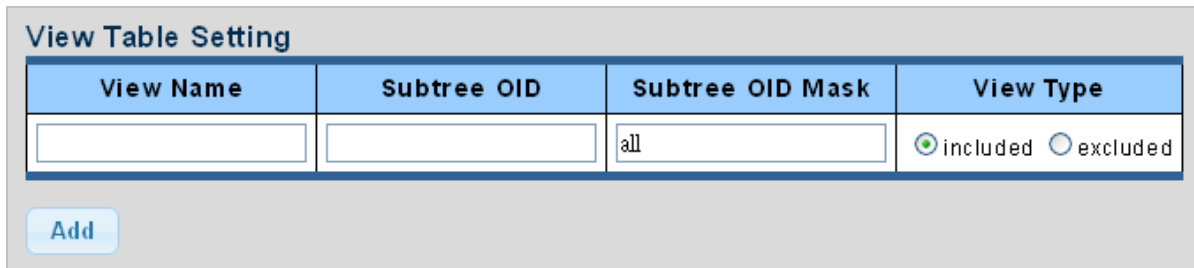 View Table Setting
View Name Subtree OID Subtree OID Mask View Type
all included excluded
Add